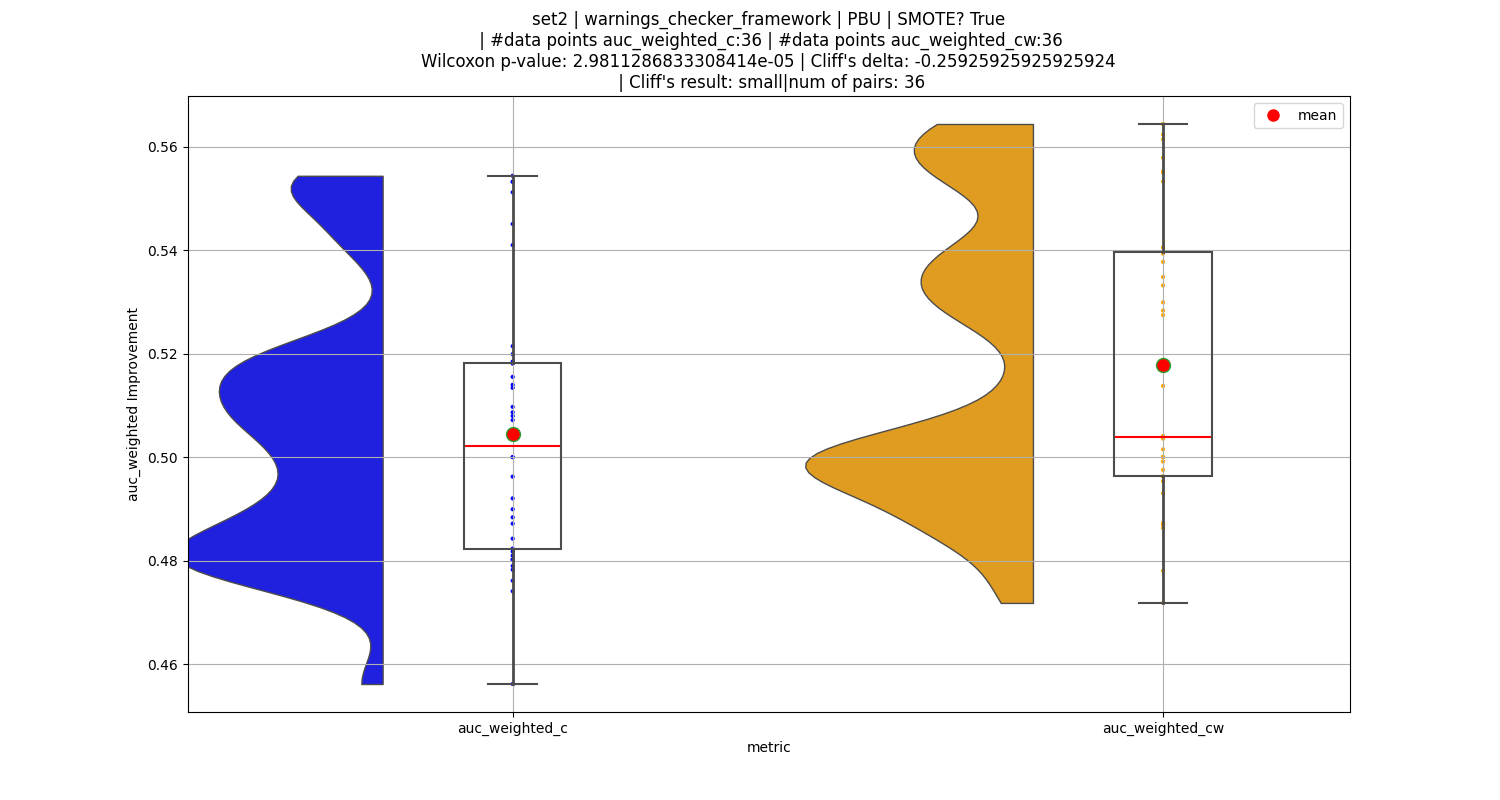 set2 | warnings_checker_framework | PBU | SMOTE? True
| #data points auc_weighted_c:36 | #data points auc_weighted_cw:36
Wilcoxon p-value: 2.9811286833308414e-05 | Cliff's delta: -0.25925925925925924
| Cliff's result: small|num of pairs: 36
mean
0.56
0.54
0.52
0.50
0.48
0.46
auc_weighted Improvement
auc_weighted_c
auc_weighted_cw
metric